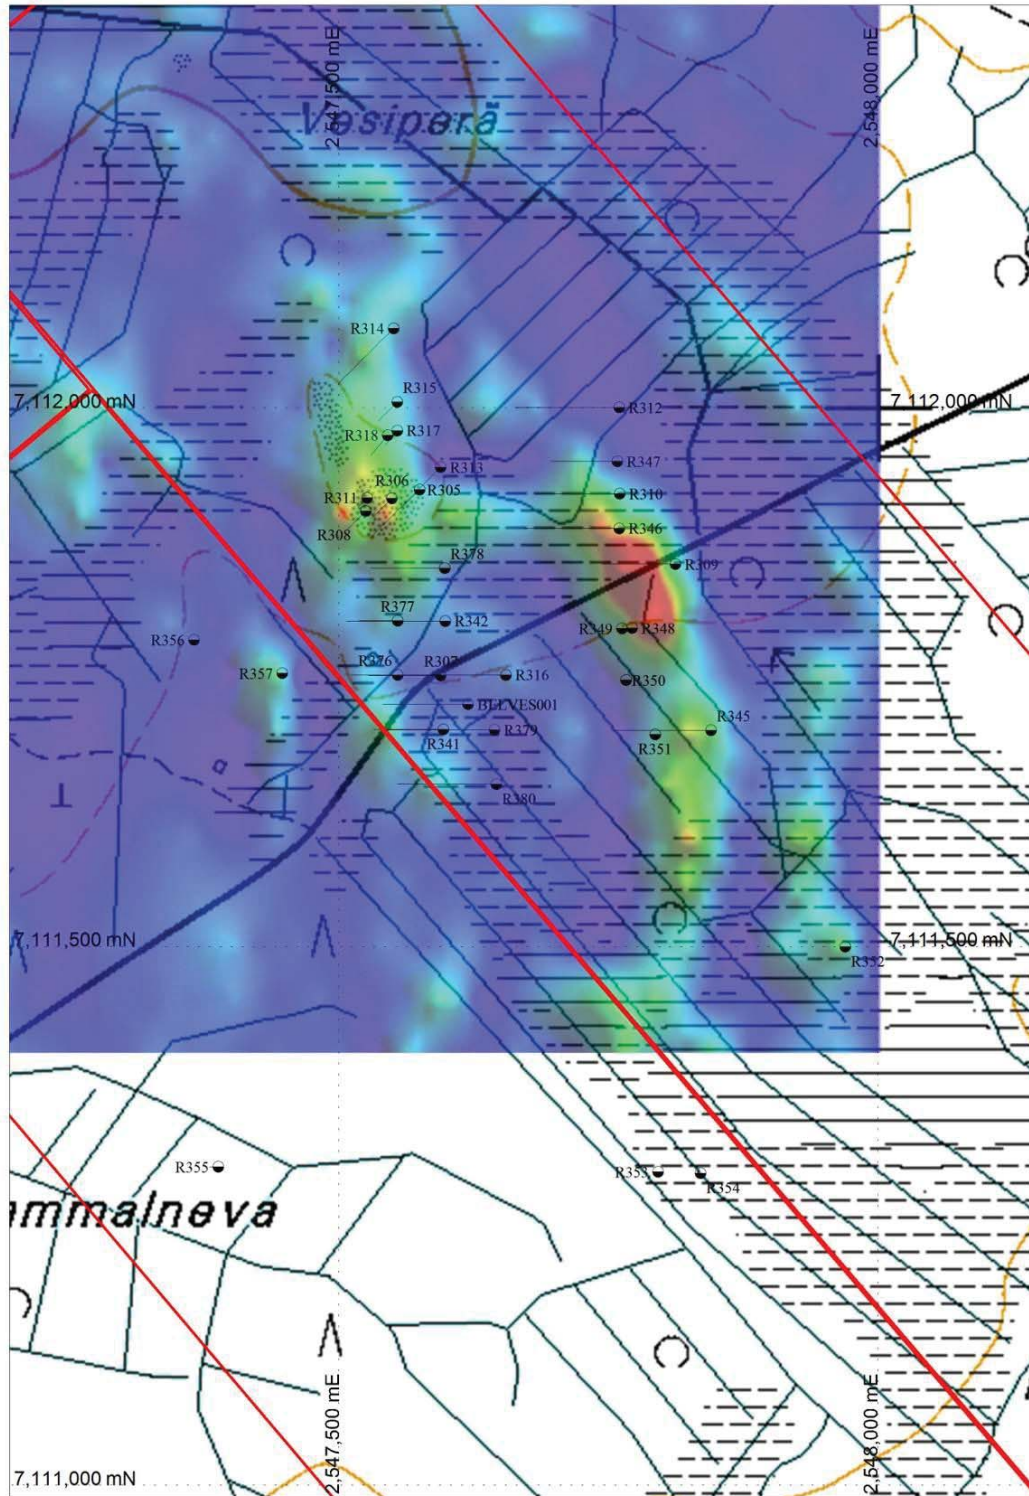 2,547,500 mE
2,548,000 mE
Vesiperä
R314
R315
7,112,000 mN
7,112,000 mN
R312
R318
R317
R347
R313
R306
R305
R311
R310
R308
R346
R378
R309
R377
R342
R349
R348
R356
R357
R376
R307
R316
R350
BELVES001
R341
R379
R351
R345
R380
7,111,500 mN
7,111,500 mN
R352
R355
R353
R354
mmalneva
2,547,500 mE
2,548,000 mE
7,111,000 mN